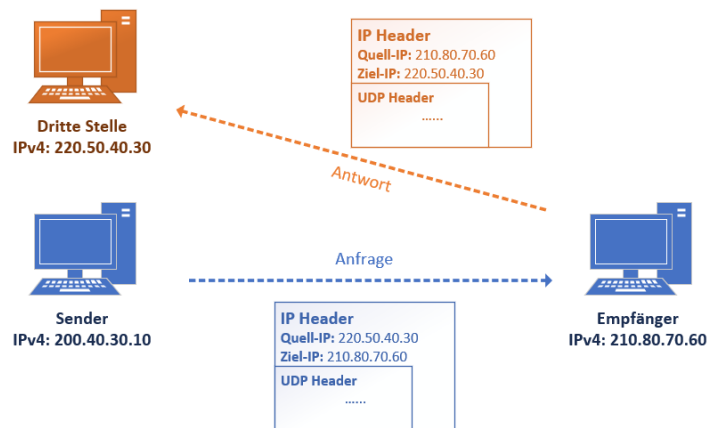 IP Header
Quell-IP: 210.80.70.60
Ziel-IP: 220.50.40.30
UDP Header
......
Dritte Stelle
IPv4: 220.50.40.30
Antwort
Anfrage
Sender
IPv4: 200.40.30.10
IP Header
Quell-IP: 220.50.40.30
Ziel-IP: 210.80.70.60
UDP Header
......
Empfänger
IPv4: 210.80.70.60